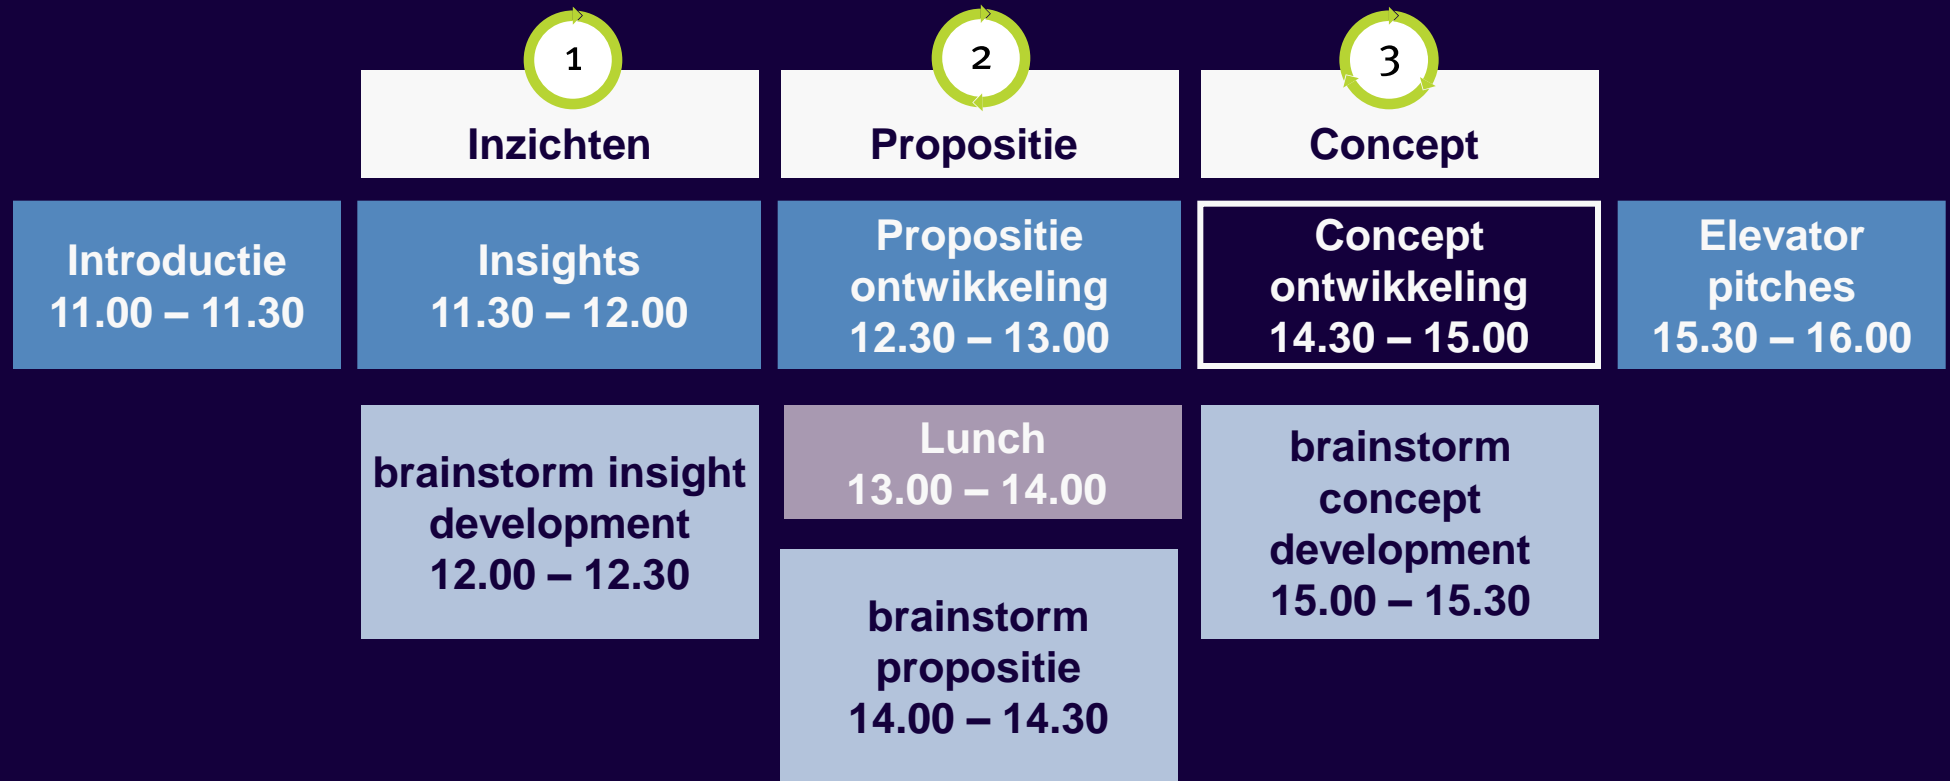 1
Inzichten
2
Propositie
3
Concept
Introductie
11.00 – 11.30
Insights
11.30 – 12.00
Propositie
ontwikkeling
12.30 – 13.00
Concept
ontwikkeling
14.30 – 15.00
Elevator
pitches
15.30 – 16.00
brainstorm insight
development
12.00 – 12.30
Lunch
13.00 – 14.00
brainstorm
propositie
14.00 – 14.30
brainstorm
concept
development
15.00 – 15.30